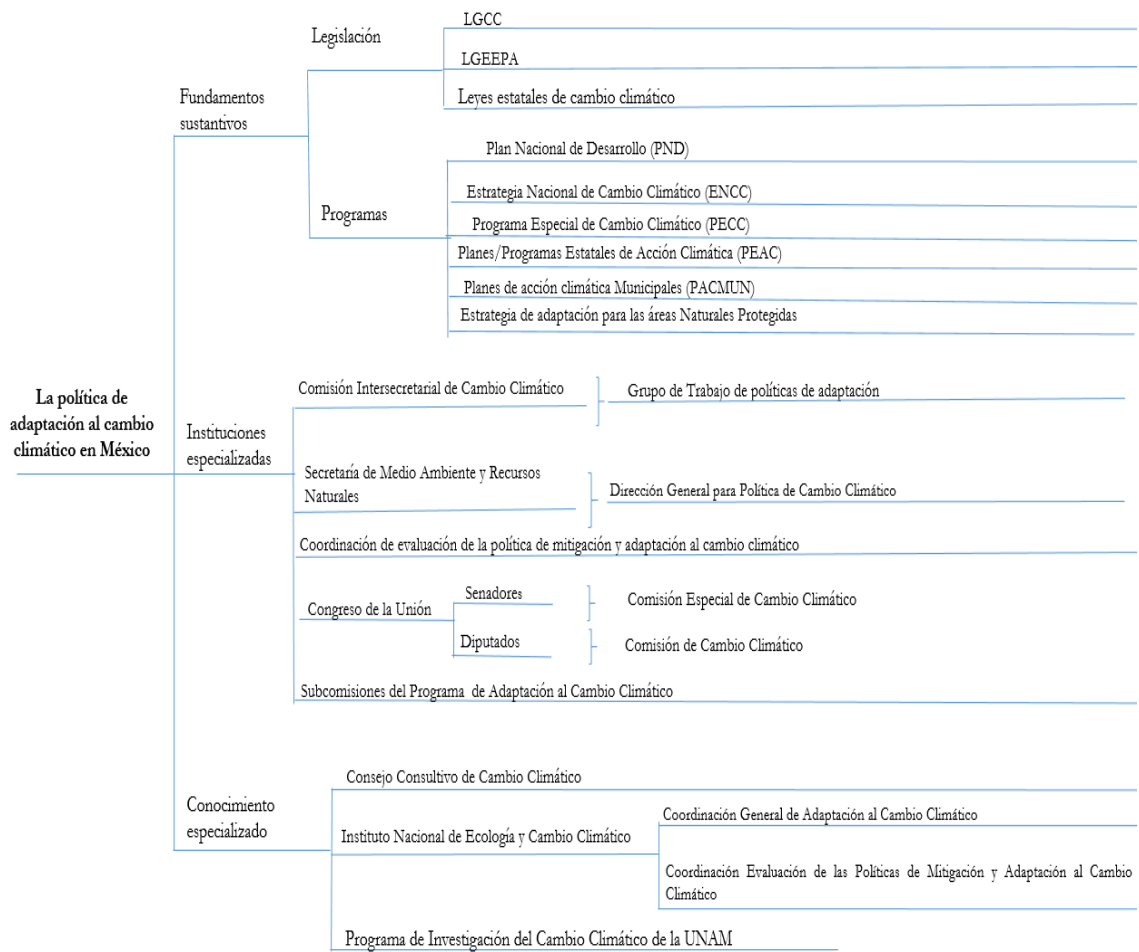 La política de
adaptación al cambio
climático en México
Fundamentos
sustantivos
Legislación
LGCC
LGEEPA
Leyes estatales de cambio climático
Programas
Plan Nacional de Desarrollo (PND)
Estrategia Nacional de Cambio Climático (ENCC)
Programa Especial de Cambio Climático (PECC)
Planes/Programas Estatales de Acción Climática (PEAC)
Planes de acción climática Municipales (PACMUN)
Estrategia de adaptación para las áreas Naturales Protegidas
Instituciones
especializadas
Comisión Intersecretarial de Cambio Climático
Grupo de Trabajo de políticas de adaptación
Secretaría de Medio Ambiente y Recursos
Naturales
Dirección General para Política de Cambio Climático
Coordinación de evaluación de la política de mitigación y adaptación al cambio climático
Congreso de la Unión
Senadores
Comisión Especial de Cambio Climático
Diputados
Comisión de Cambio Climático
Subcomisiones del Programa de Adaptación al Cambio Climático
Conocimiento
especializado
Consejo Consultivo de Cambio Climático
Instituto Nacional de Ecología y Cambio Climático
Coordinación General de Adaptación al Cambio Climático
Coordinación Evaluación de las Políticas de Mitigación y Adaptación al Cambio
Climático
Programa de Investigación del Cambio Climático de la UNAM